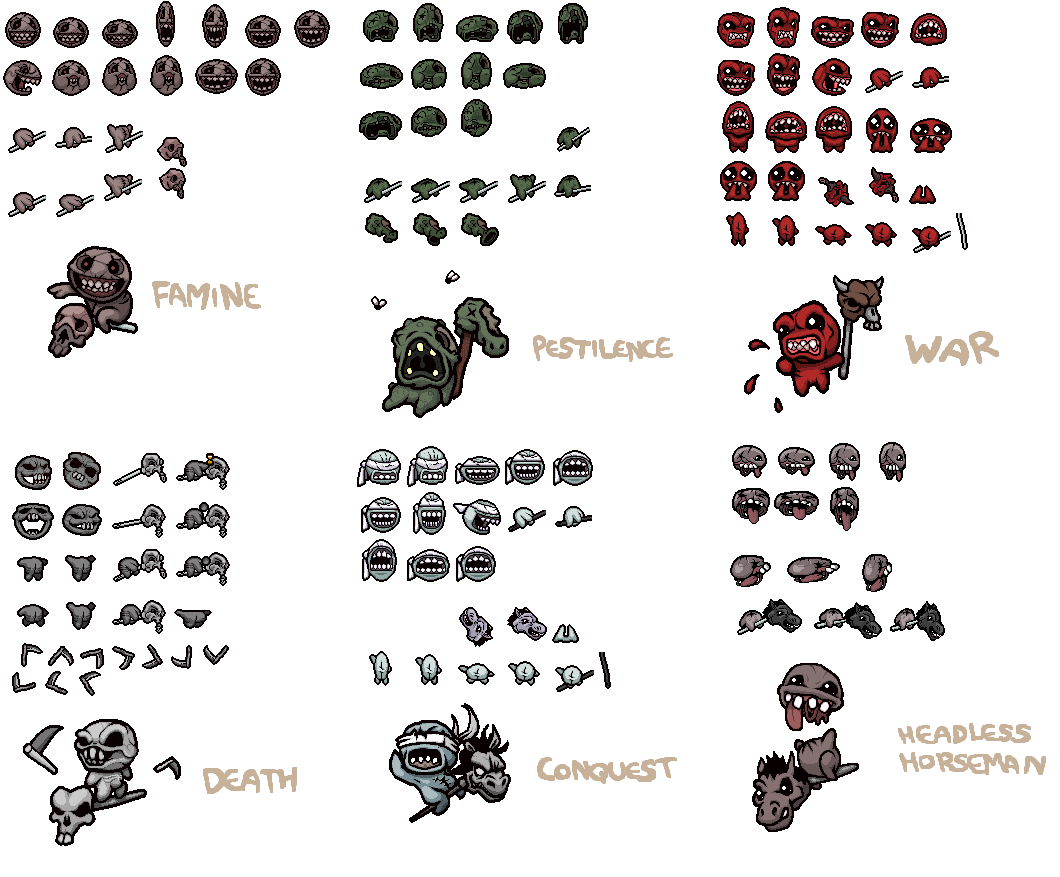 FAMINE
PESTILENCE
WAR
DEATH
CONQUEST
HEADLESS
HORSEMAN